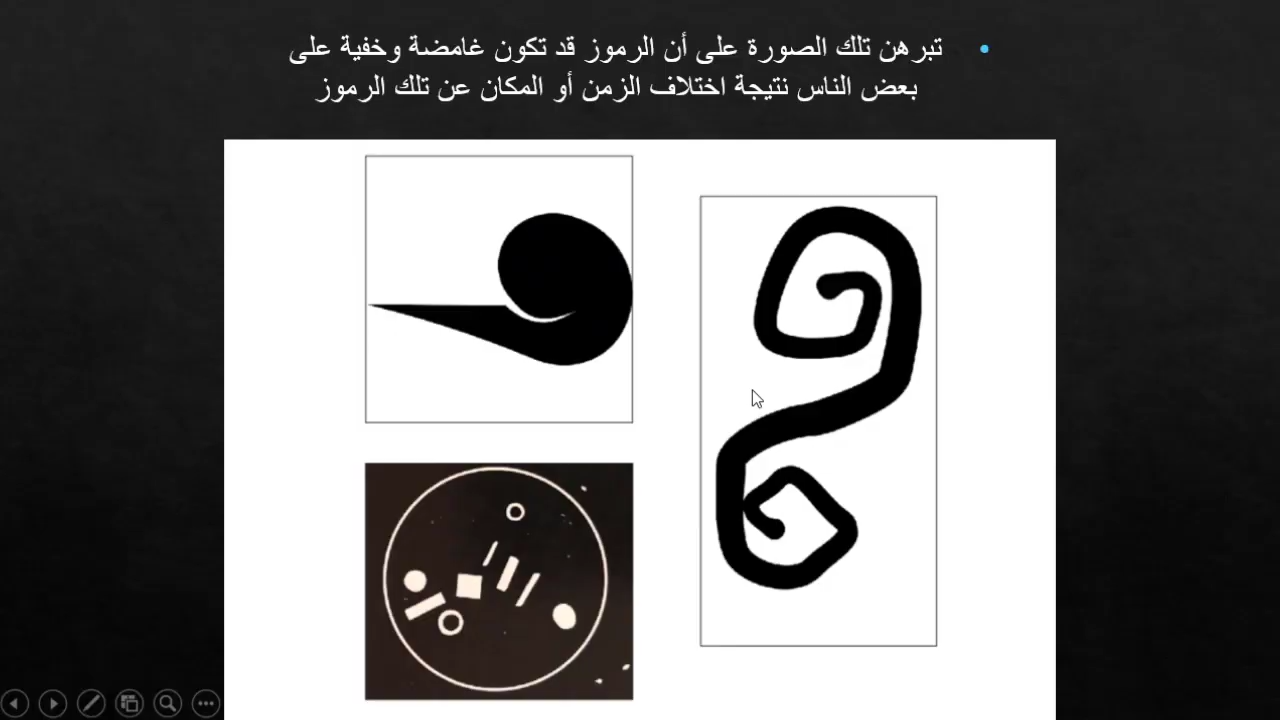 تبرهن تلك الصورة على أن الرموز قد تكون غامضة وخفية على
بعض الناس نتيجة اختلاف الزمن أو المكان عن تلك الرموز